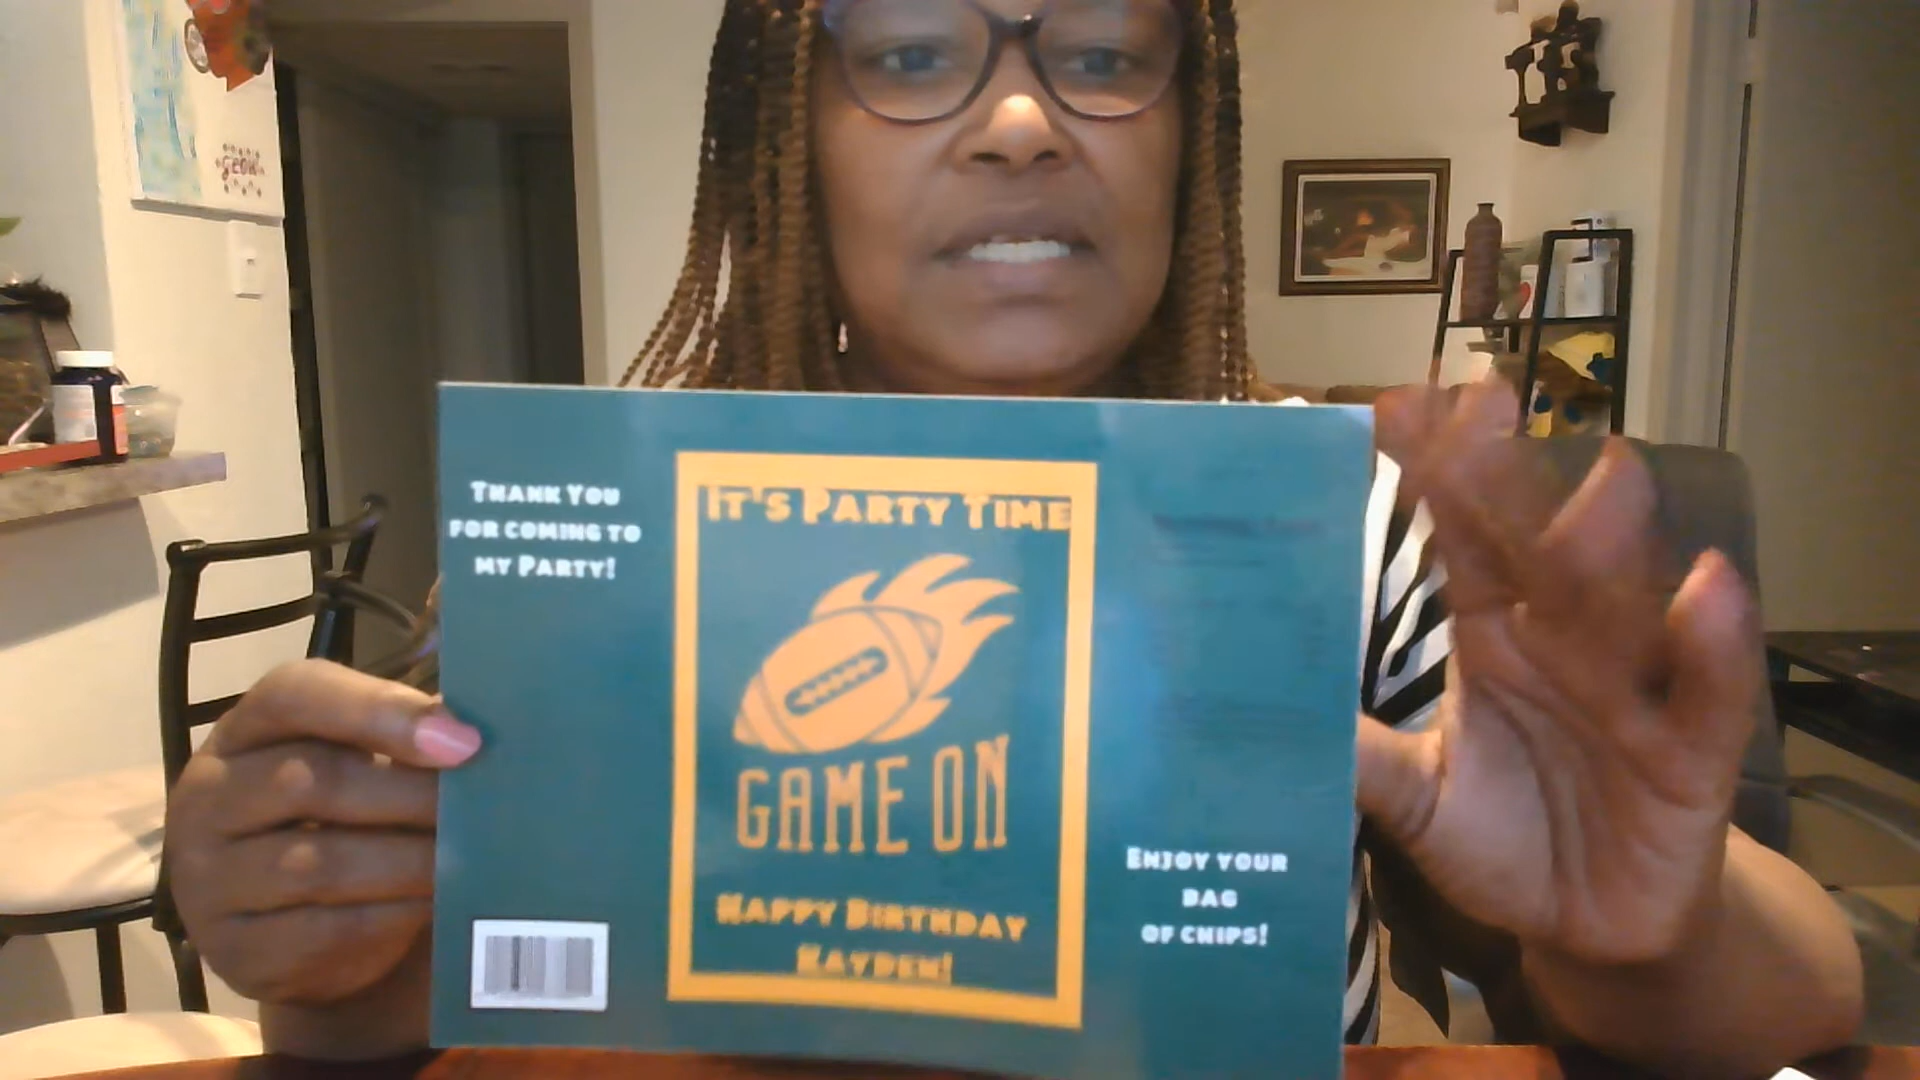 grow
THANK YOU
FOR COMING TO
MY PARTY!
IT'S PARTY TIME
GAME ON
HAPPY BIRTHDAY
KAYDEN!
ENJOY YOUR
BAG
OF CHIPS!